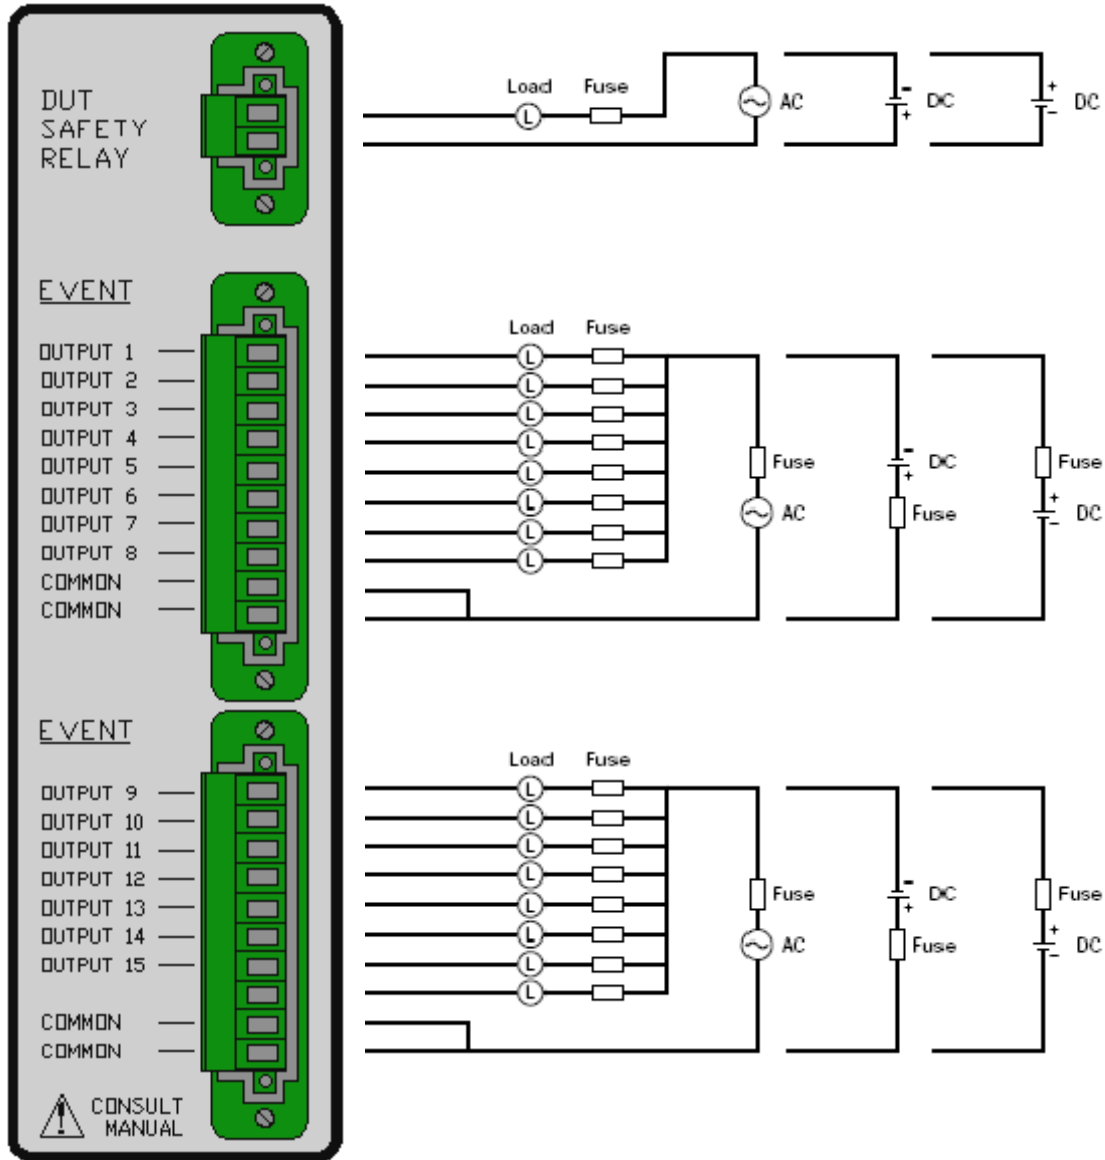 DUT
SAFETY
RELAY
Load Fuse
L
AC
- DC
+
+ DC
-
EVENT
Load Fuse
OUTPUT 1 L
OUTPUT 2 L
OUTPUT 3 L
OUTPUT 4 L
OUTPUT 5 L
OUTPUT 6 L
OUTPUT 7 L
OUTPUT 8 L
COMMON
COMMON
Fuse
AC
- DC
+
Fuse
Fuse
+ DC
-
EVENT
Load Fuse
OUTPUT 9 L
OUTPUT 10 L
OUTPUT 11 L
OUTPUT 12 L
OUTPUT 13 L
OUTPUT 14 L
OUTPUT 15 L
L
COMMON
COMMON
Fuse
AC
- DC
+
Fuse
Fuse
+ DC
-
CONSULT
MANUAL